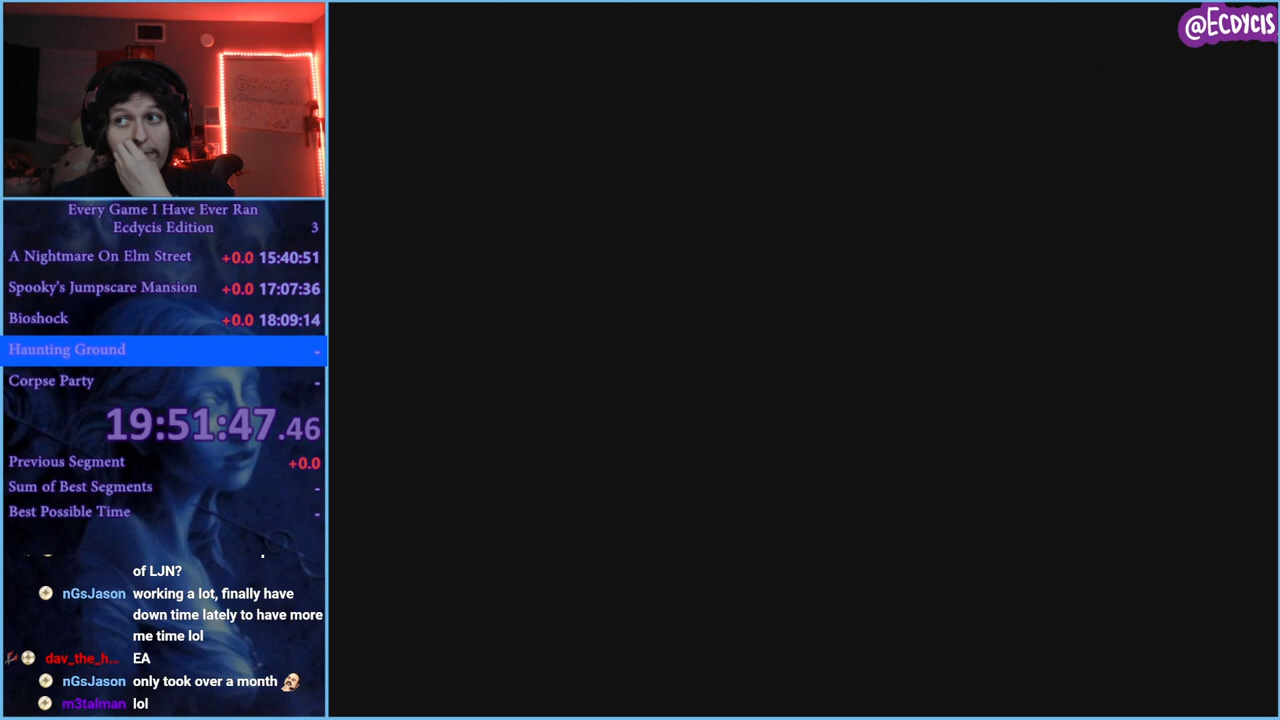 @ECDYCIS
Every Game I Have Ever Ran
Ecdycis Edition 3
A Nightmare On Elm Street +0.0 15:40:51
Spooky's Jumpscare Mansion +0.0 17:07:36
Bioshock +0.0 18:09:14
Haunting Ground -
Corpse Party -
19:51:47.46
Previous Segment +0.0
Sum of Best Segments -
Best Possible Time -
of LJN?
nGsJason working a lot, finally have
down time lately to have more
me time lol
dav_the_h... EA
nGsJason only took over a month
m3talman lol